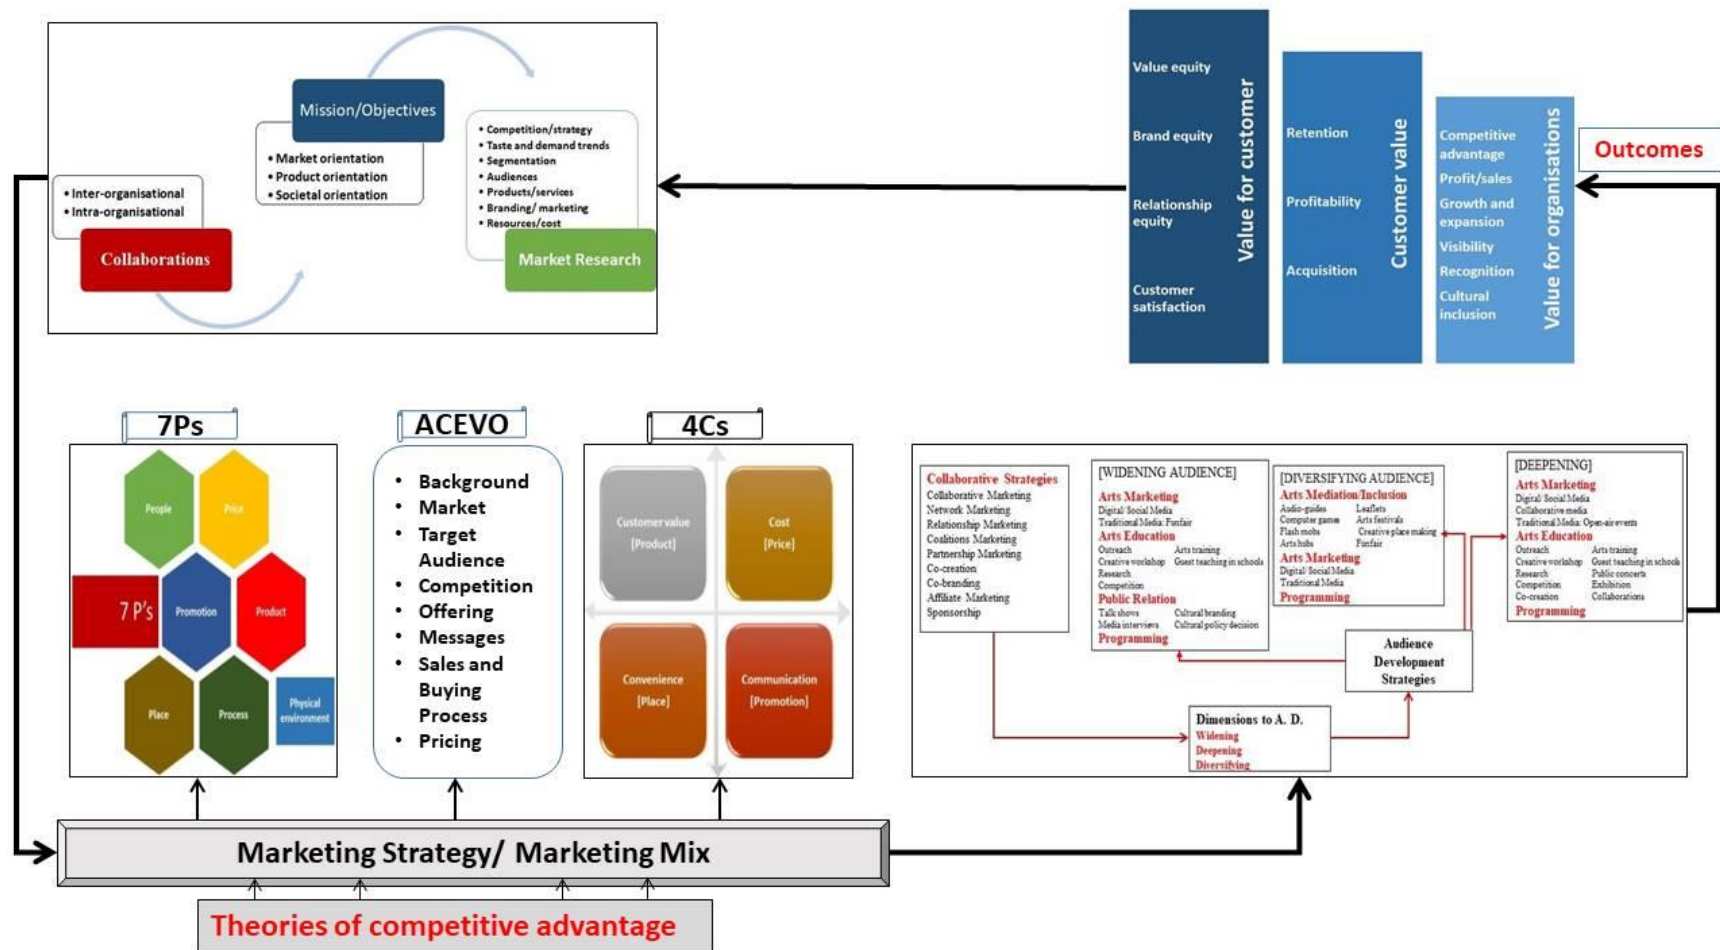 Mission/Objectives
• Market orientation
• Product orientation
• Societal orientation
• Inter-organisational
• Intra-organisational
Collaborations
• Competition/strategy
• Taste and demand trends
• Segmentation
• Audiences
• Products/services
• Branding/ marketing
• Resources/cost
Market Research
Value equity
Brand equity
Relationship
equity
Customer
satisfaction
Value for customer
Retention
Profitability
Acquisition
Customer value
Competitive
advantage
Profit/sales
Growth and
expansion
Visibility
Recognition
Cultural
inclusion
Value for organisations
Outcomes
7Ps
People
Price
7 P's
Promotion
Product
Place
Process
Physical
environment
ACEVO
• Background
• Market
• Target
Audience
• Competition
• Offering
• Messages
• Sales and
Buying
Process
• Pricing
4Cs
Customer value
[Product]
Cost
[Price]
Convenience
[Place]
Communication
[Promotion]
Collaborative Strategies
Collaborative Marketing
Network Marketing
Relationship Marketing
Coalitions Marketing
Partnership Marketing
Co-creation
Co-branding
Affiliate Marketing
Sponsorship
[WIDENING AUDIENCE]
Arts Marketing
Digital/ Social Media
Traditional Media: Funfair
Arts Education
Outreach Arts training
Creative workshop Guest teaching in schools
Research
Competition
Public Relation
Talk shows Cultural branding
Media interviews Cultural policy decision
Programming
[DIVERSIFYING AUDIENCE]
Arts Mediation/Inclusion
Audio-guides Leaflets
Computer games Arts festivals
Flash mobs Creative place making
Arts hubs Funfair
Arts Marketing
Digital/ Social Media
Traditional Media
Programming
[DEEPENING]
Arts Marketing
Digital/ Social Media
Collaborative media
Traditional Media: Open-air events
Arts Education
Outreach Arts training
Creative workshop Guest teaching in schools
Research Public concerts
Competition Exhibition
Co-creation Collaborations
Programming
Audience
Development
Strategies
Dimensions to A. D.
Widening
Deepening
Diversifying
Marketing Strategy/ Marketing Mix
Theories of competitive advantage